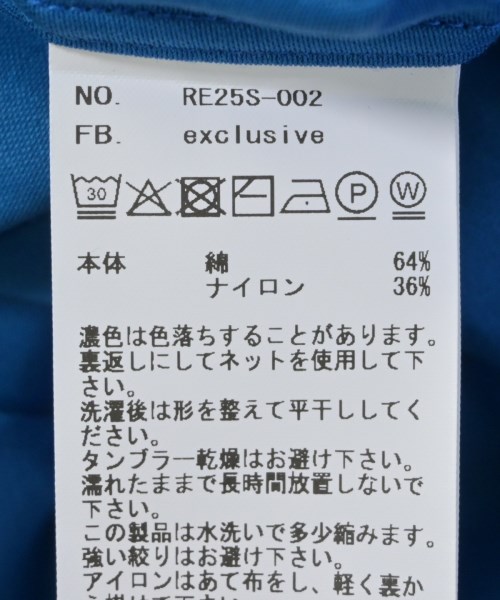 NO. RE25S-002
FB. exclusive
30 P W
本体 綿 64%
ナイロン 36%
濃色は色落ちすることがあります。
裏返しにしてネットを使用して下
さい。
洗濯後は形を整えて平干ししてく
ださい。
タンブラー乾燥はお避け下さい。
濡れたままで長時間放置しないで
下さい。
この製品は水洗いで多少縮みます。
強い絞りはお避け下さい。
アイロンはあて布をし、軽く裏か